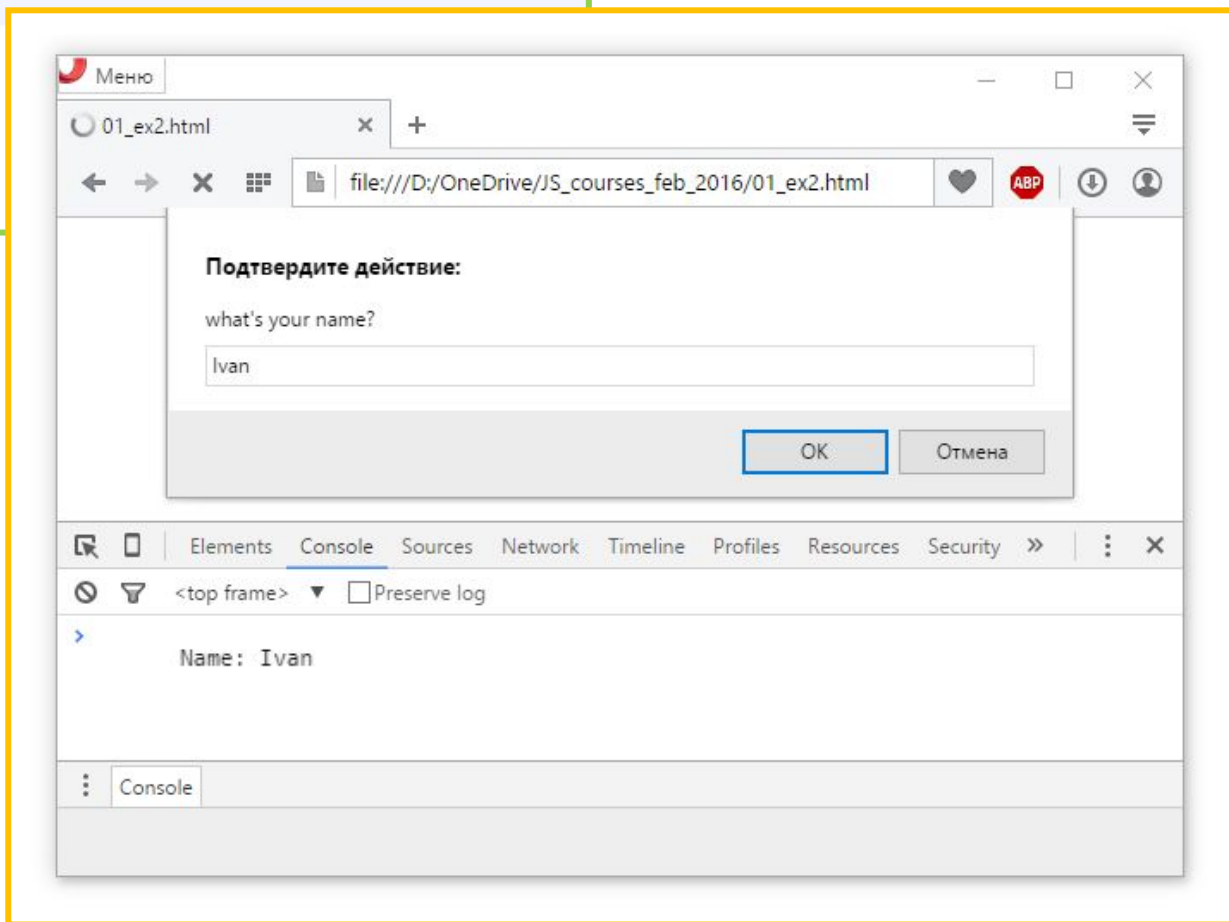 Меню
01_ex2.html
file:///D:/OneDrive/JS_courses_feb_2016/01_ex2.html ABP
Подтвердите действие:
what's your name?
Ivan
OK Отмена
Elements Console Sources Network Timeline Profiles Resources Security »
<top frame> ▼ Preserve log
>
Name: Ivan
Console